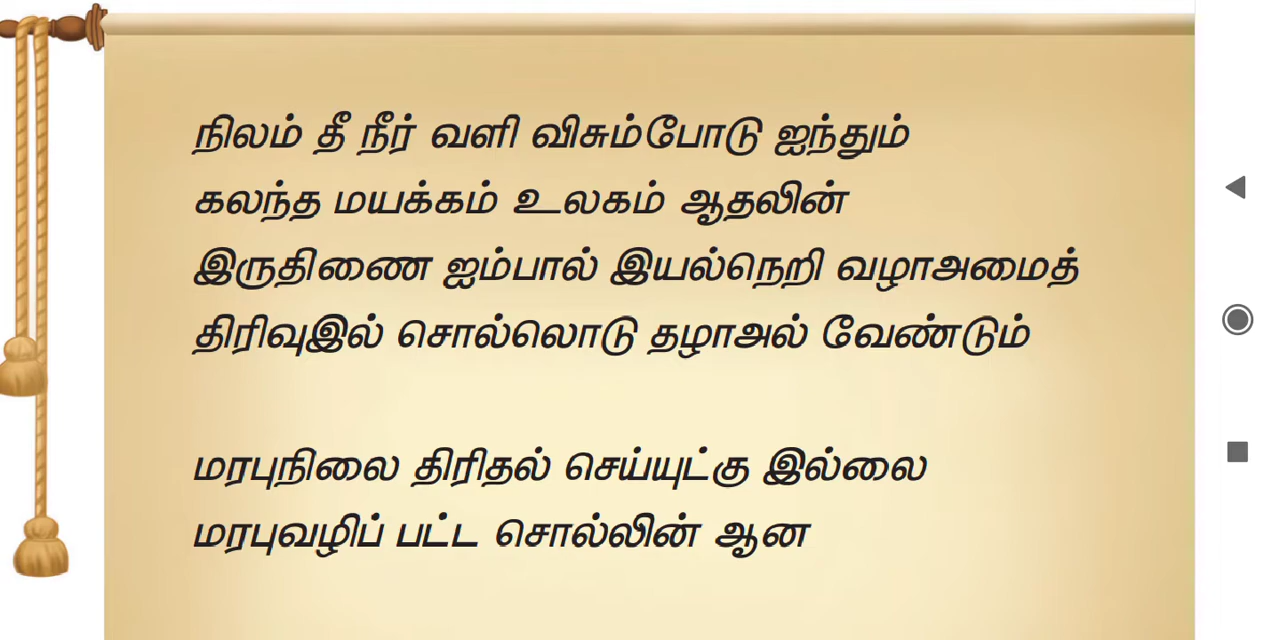 நிலம் தீ நீர் வளி விசும்போடு ஐந்தும்
கலந்த மயக்கம் உலகம் ஆதலின்
இருதிணை ஐம்பால் இயல்நெறி வழாஅமைத்
திரிவுஇல் சொல்லொடு தழாஅல் வேண்டும்
மரபுநிலை திரிதல் செய்யுட்கு இல்லை
மரபுவழிப் பட்ட சொல்லின் ஆன